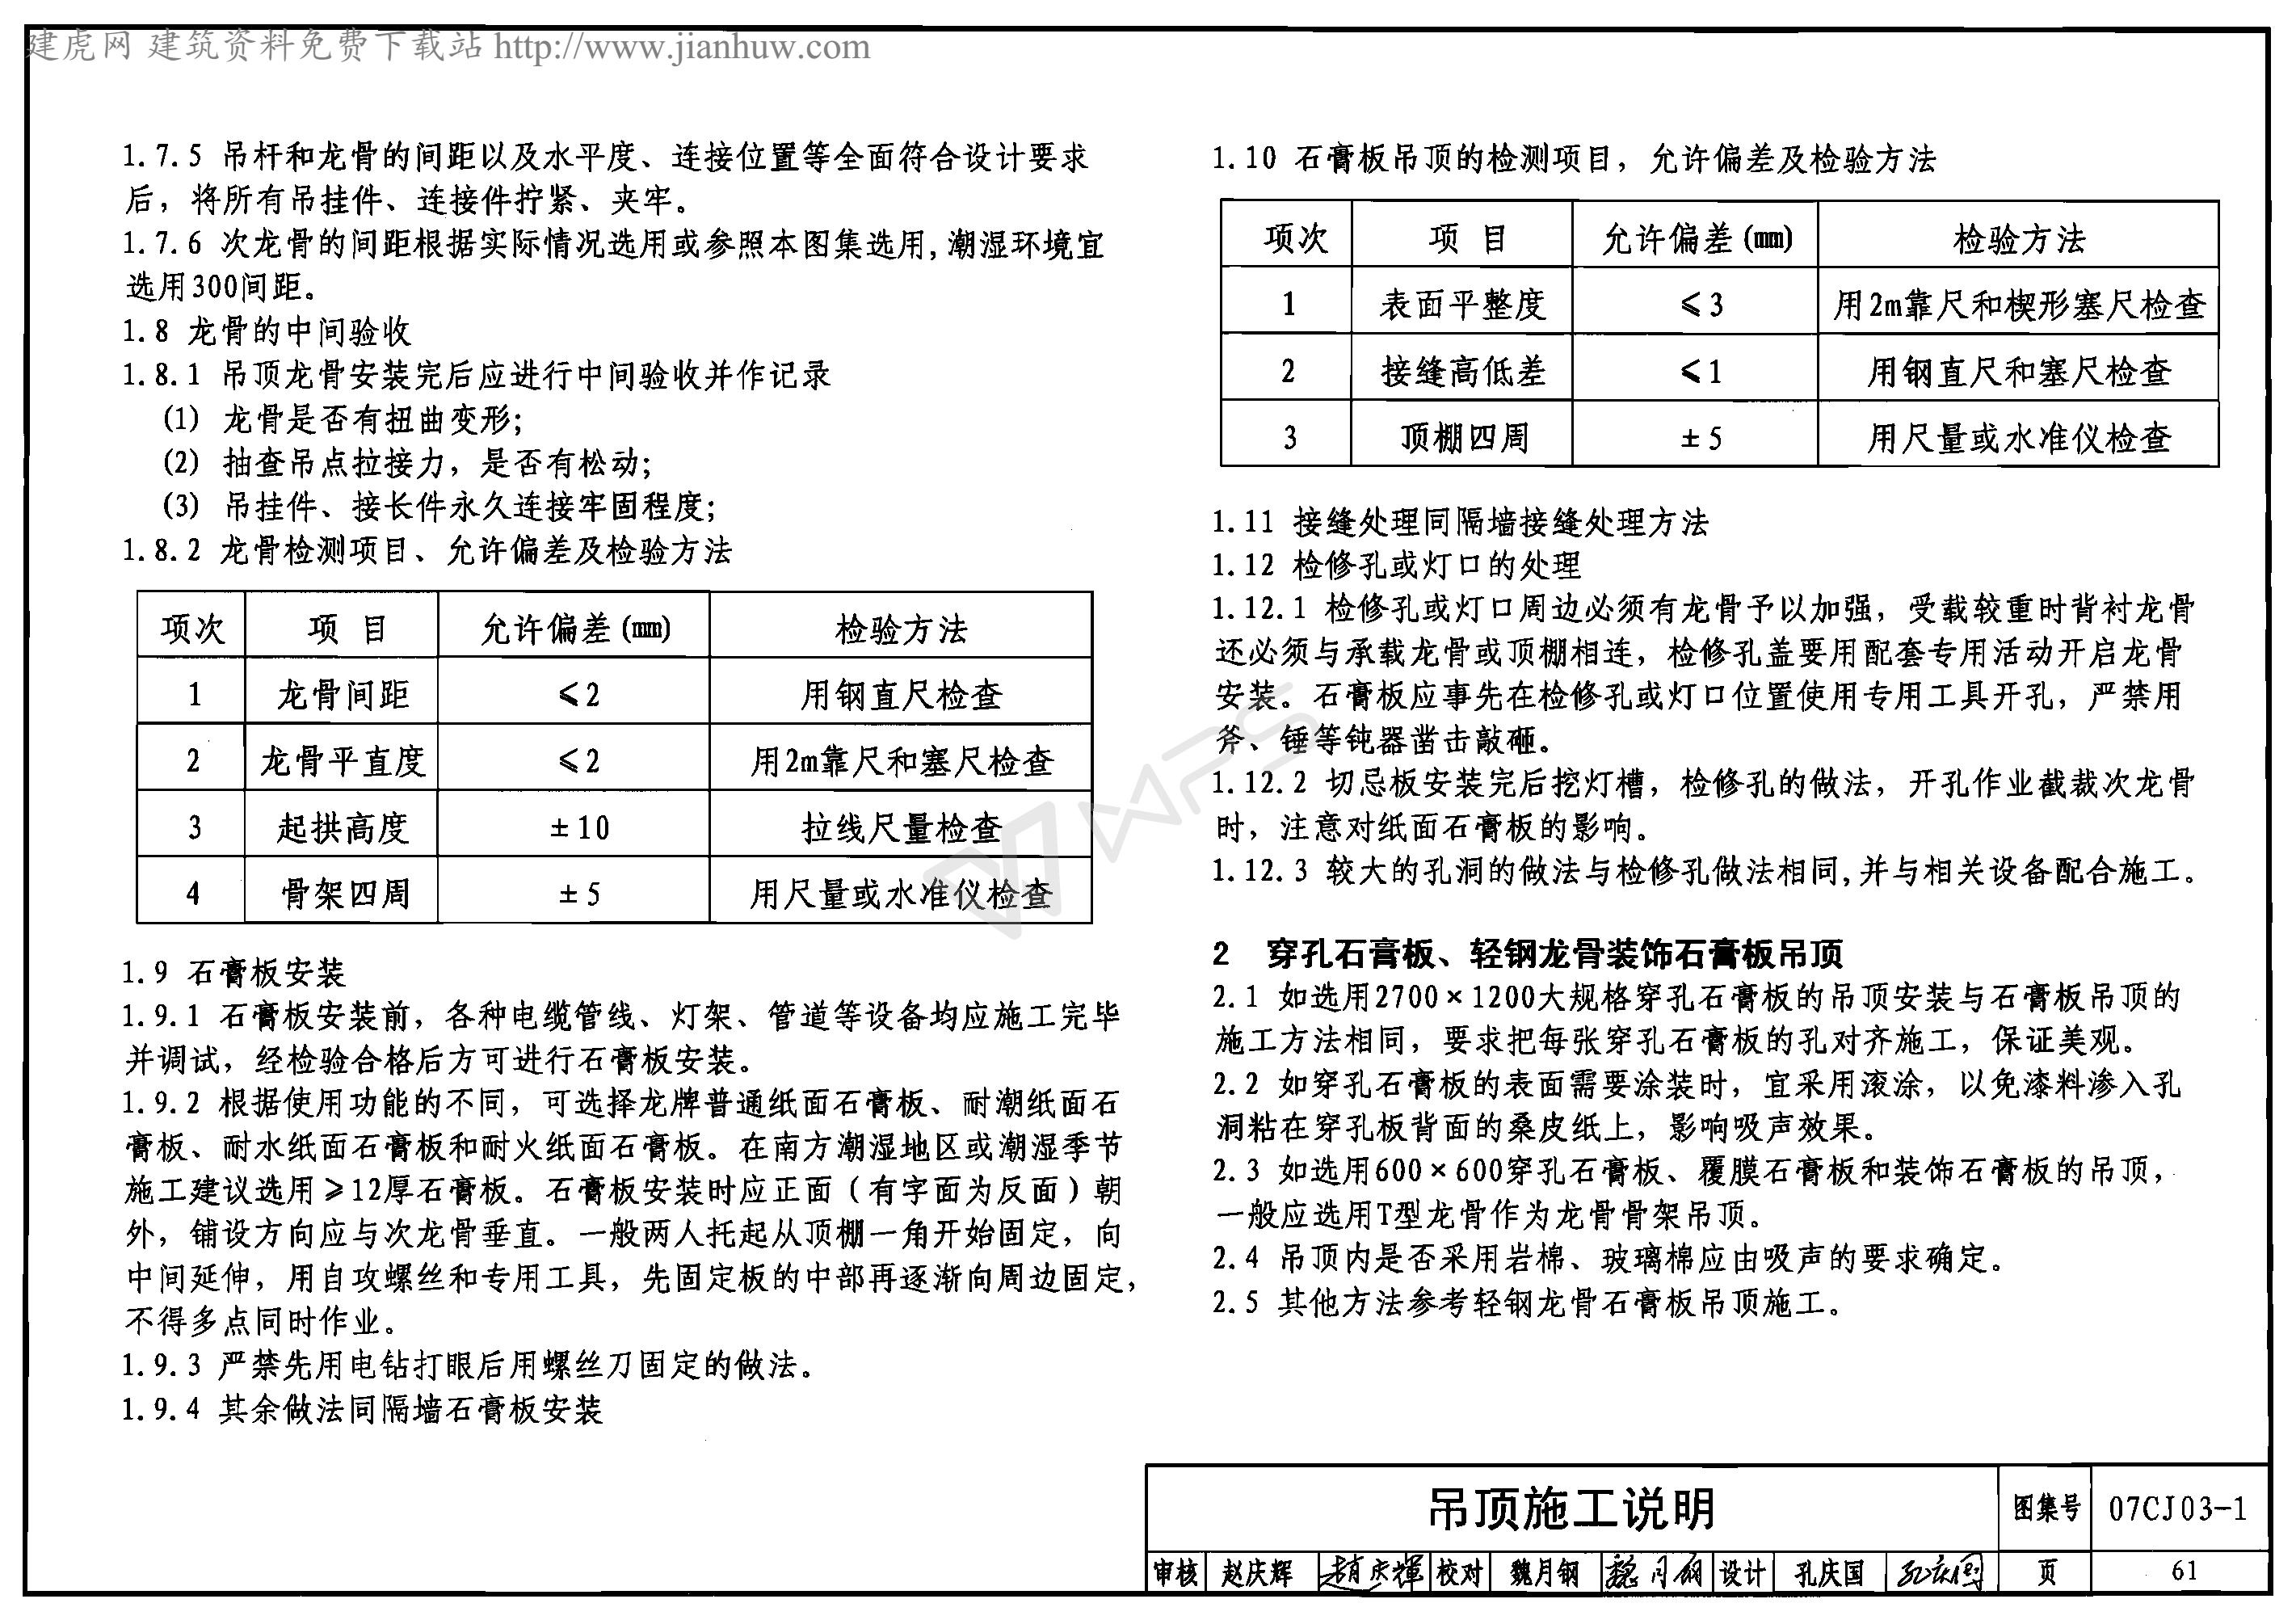 建虎网 建筑资料免费下载站 http://www.jianhuw.com
1.7.5 吊杆和龙骨的间距以及水平度、连接位置等全面符合设计要求
后，将所有吊挂件、连接件拧紧、夹牢。
1.7.6 次龙骨的间距根据实际情况选用或参照本图集选用,潮湿环境宜
选用300间距。
1.8 龙骨的中间验收
1.8.1 吊顶龙骨安装完后应进行中间验收并作记录
(1) 龙骨是否有扭曲变形；
(2) 抽查吊点拉接力，是否有松动；
(3) 吊挂件、接长件永久连接牢固程度；
1.8.2 龙骨检测项目、允许偏差及检验方法
项次 项 目 允许偏差(mm) 检验方法
1 龙骨间距 ≤2 用钢直尺检查
2 龙骨平直度 ≤2 用2m靠尺和塞尺检查
3 起拱高度 ±10 拉线尺量检查
4 骨架四周 ±5 用尺量或水准仪检查
1.9 石膏板安装
1.9.1 石膏板安装前，各种电缆管线、灯架、管道等设备均应施工完毕
并调试，经检验合格后方可进行石膏板安装。
1.9.2 根据使用功能的不同，可选择龙牌普通纸面石膏板、耐潮纸面石
膏板、耐水纸面石膏板和耐火纸面石膏板。在南方潮湿地区或潮湿季节
施工建议选用≥12厚石膏板。石膏板安装时应正面（有字面为反面）朝
外，铺设方向应与次龙骨垂直。一般两人托起从顶棚一角开始固定，向
中间延伸，用自攻螺丝和专用工具，先固定板的中部再逐渐向周边固定，
不得多点同时作业。
1.9.3 严禁先用电钻打眼后用螺丝刀固定的做法。
1.9.4 其余做法同隔墙石膏板安装
1.10 石膏板吊顶的检测项目，允许偏差及检验方法
项次 项 目 允许偏差(mm) 检验方法
1 表面平整度 ≤3 用2m靠尺和楔形塞尺检查
2 接缝高低差 ≤1 用钢直尺和塞尺检查
3 顶棚四周 ±5 用尺量或水准仪检查
1.11 接缝处理同隔墙接缝处理方法
1.12 检修孔或灯口的处理
1.12.1 检修孔或灯口周边必须有龙骨予以加强，受载较重时背衬龙骨
还必须与承载龙骨或顶棚相连，检修孔盖要用配套专用活动开启龙骨
安装。石膏板应事先在检修孔或灯口位置使用专用工具开孔，严禁用
斧、锤等钝器凿击敲砸。
1.12.2 切忌板安装完后挖灯槽，检修孔的做法，开孔作业截裁次龙骨
时，注意对纸面石膏板的影响。
1.12.3 较大的孔洞的做法与检修孔做法相同,并与相关设备配合施工。
2 穿孔石膏板、轻钢龙骨装饰石膏板吊顶
2.1 如选用2700×1200大规格穿孔石膏板的吊顶安装与石膏板吊顶的
施工方法相同，要求把每张穿孔石膏板的孔对齐施工，保证美观。
2.2 如穿孔石膏板的表面需要涂装时，宜采用滚涂，以免漆料渗入孔
洞粘在穿孔板背面的桑皮纸上，影响吸声效果。
2.3 如选用600×600穿孔石膏板、覆膜石膏板和装饰石膏板的吊顶，
一般应选用T型龙骨作为龙骨骨架吊顶。
2.4 吊顶内是否采用岩棉、玻璃棉应由吸声的要求确定。
2.5 其他方法参考轻钢龙骨石膏板吊顶施工。
WPS
吊顶施工说明 图集号 07CJ03-1
审核 赵庆辉 赵庆辉 校对 魏月钢 魏月钢 设计 孔庆国 孔庆国 页 61